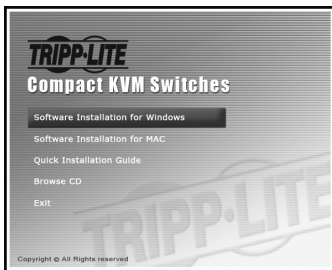 TRIPP·LITE
Compact KVM Switches
Software Installation for Windows
Software Installation for MAC
Quick Installation Guide
Browse CD
Exit
TRIPP·LITE
Copyright @ All Rights reserved